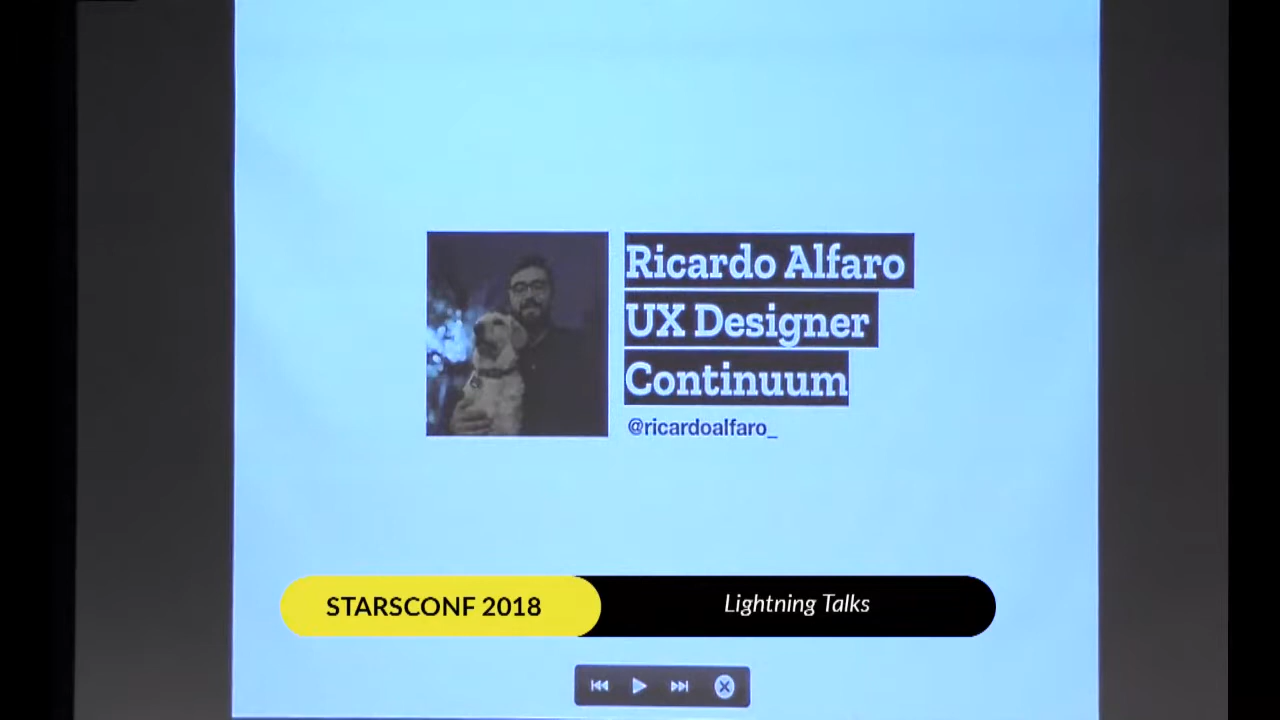 Ricardo Alfaro
UX Designer
Continuum
@ricardoalfaro_
STARSCONF 2018
Lightning Talks